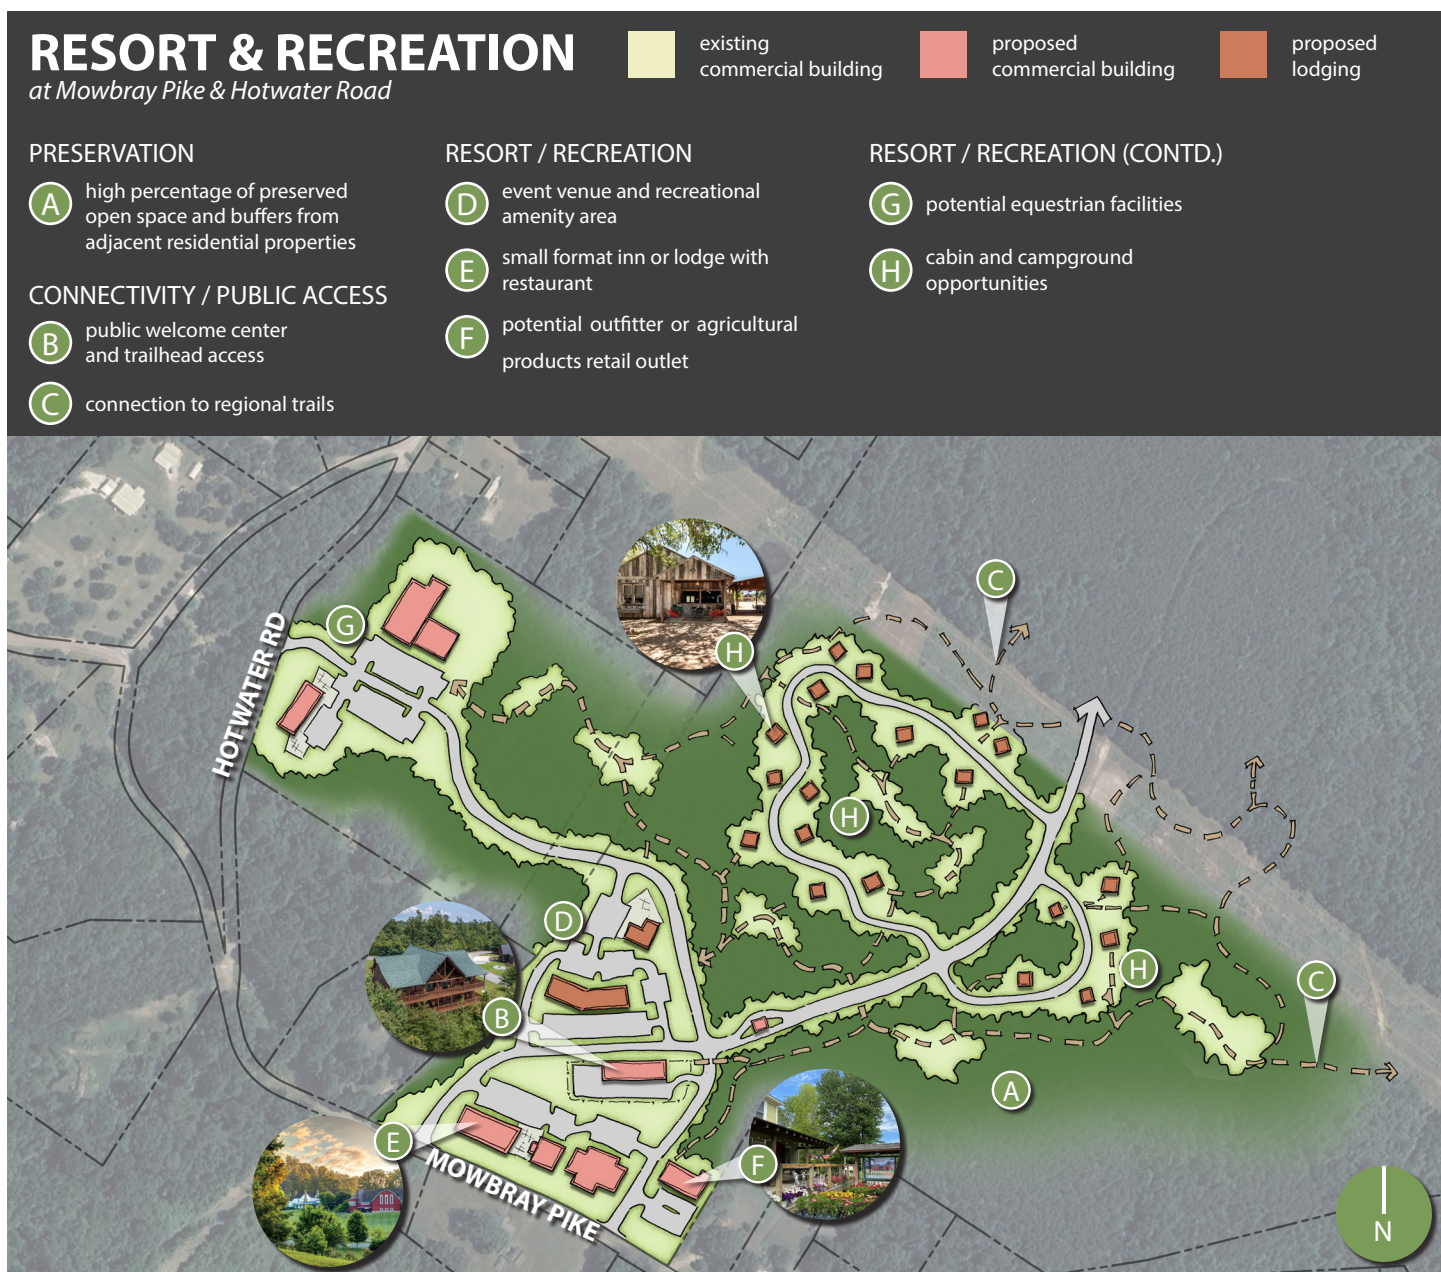 RESORT & RECREATION
at Mowbray Pike & Hotwater Road
existing
commercial building
proposed
commercial building
proposed
lodging
PRESERVATION
A
high percentage of preserved
open space and buffers from
adjacent residential properties
CONNECTIVITY / PUBLIC ACCESS
B
public welcome center
and trailhead access
C
connection to regional trails
RESORT / RECREATION
D
event venue and recreational
amenity area
E
small format inn or lodge with
restaurant
F
potential outfitter or agricultural
products retail outlet
RESORT / RECREATION (CONTD.)
G
potential equestrian facilities
H
cabin and campground
opportunities
C
G
H
HOTWATER RD
H
D
H
C
B
A
E
F
MOWBRAY PIKE
N